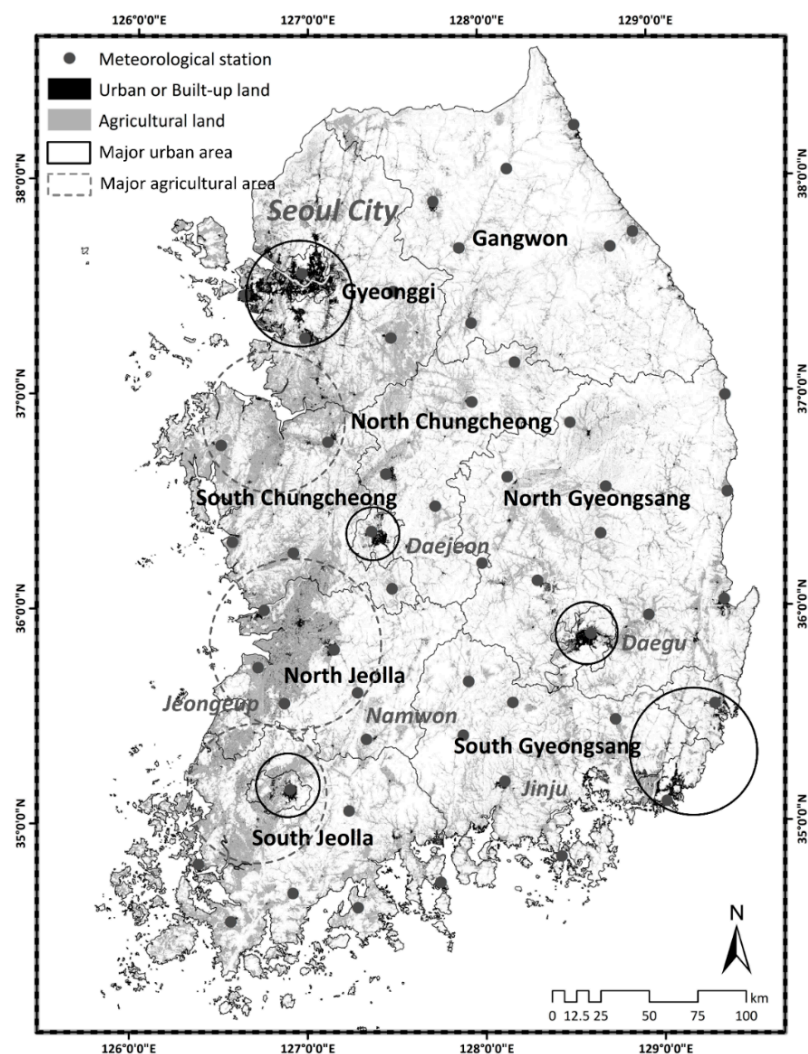 126°0'0"E 127°0'0"E 128°0'0"E 129°0'0"E
Meteorological station
Urban or Built-up land
Agricultural land
Major urban area
Major agricultural area
38°0'0"N 38°0'0"N
Seoul City
Gangwon
Gyeonggi
37°0'0"N 37°0'0"N
North Chungcheong
South Chungcheong North Gyeongsang
Daejeon
36°0'0"N 36°0'0"N
Daegu
North Jeolla
Jeongeup Namwon
South Gyeongsang
Jinju
35°0'0"N 35°0'0"N
South Jeolla
N
km
0 12.5 25 50 75 100
126°0'0"E 127°0'0"E 128°0'0"E 129°0'0"E